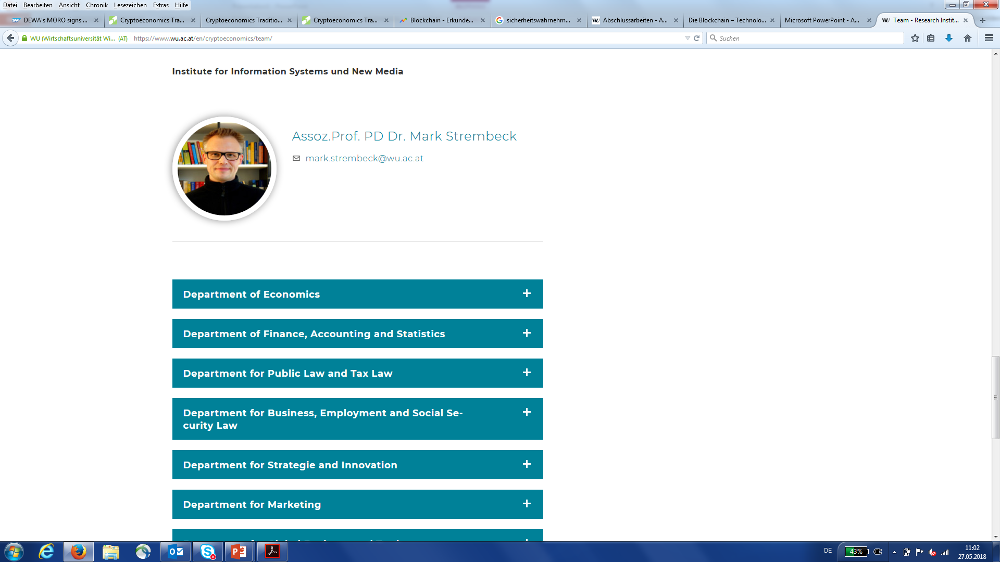 Datei Bearbeiten Ansicht Chronik Lesezeichen Extras Hilfe
DEWA's MORO signs ...
Cryptoeconomics Tra...
Cryptoeconomics Traditio...
Cryptoeconomics Tra...
Blockchain - Erkunde...
sicherheitswahrnehm...
Abschlussarbeiten - A...
Die Blockchain – Technolo...
Microsoft PowerPoint - A...
Team - Research Instit...
WU (Wirtschaftsuniversität Wi... (AT) https://www.wu.ac.at/en/cryptoeconomics/team/
Suchen
Institute for Information Systems und New Media
Assoz.Prof. PD Dr. Mark Strembeck
mark.strembeck@wu.ac.at
Department of Economics
Department of Finance, Accounting and Statistics
Department for Public Law and Tax Law
Department for Business, Employment and Social Se-
curity Law
Department for Strategie and Innovation
Department for Marketing
DE
43%
11:02
27.05.2018